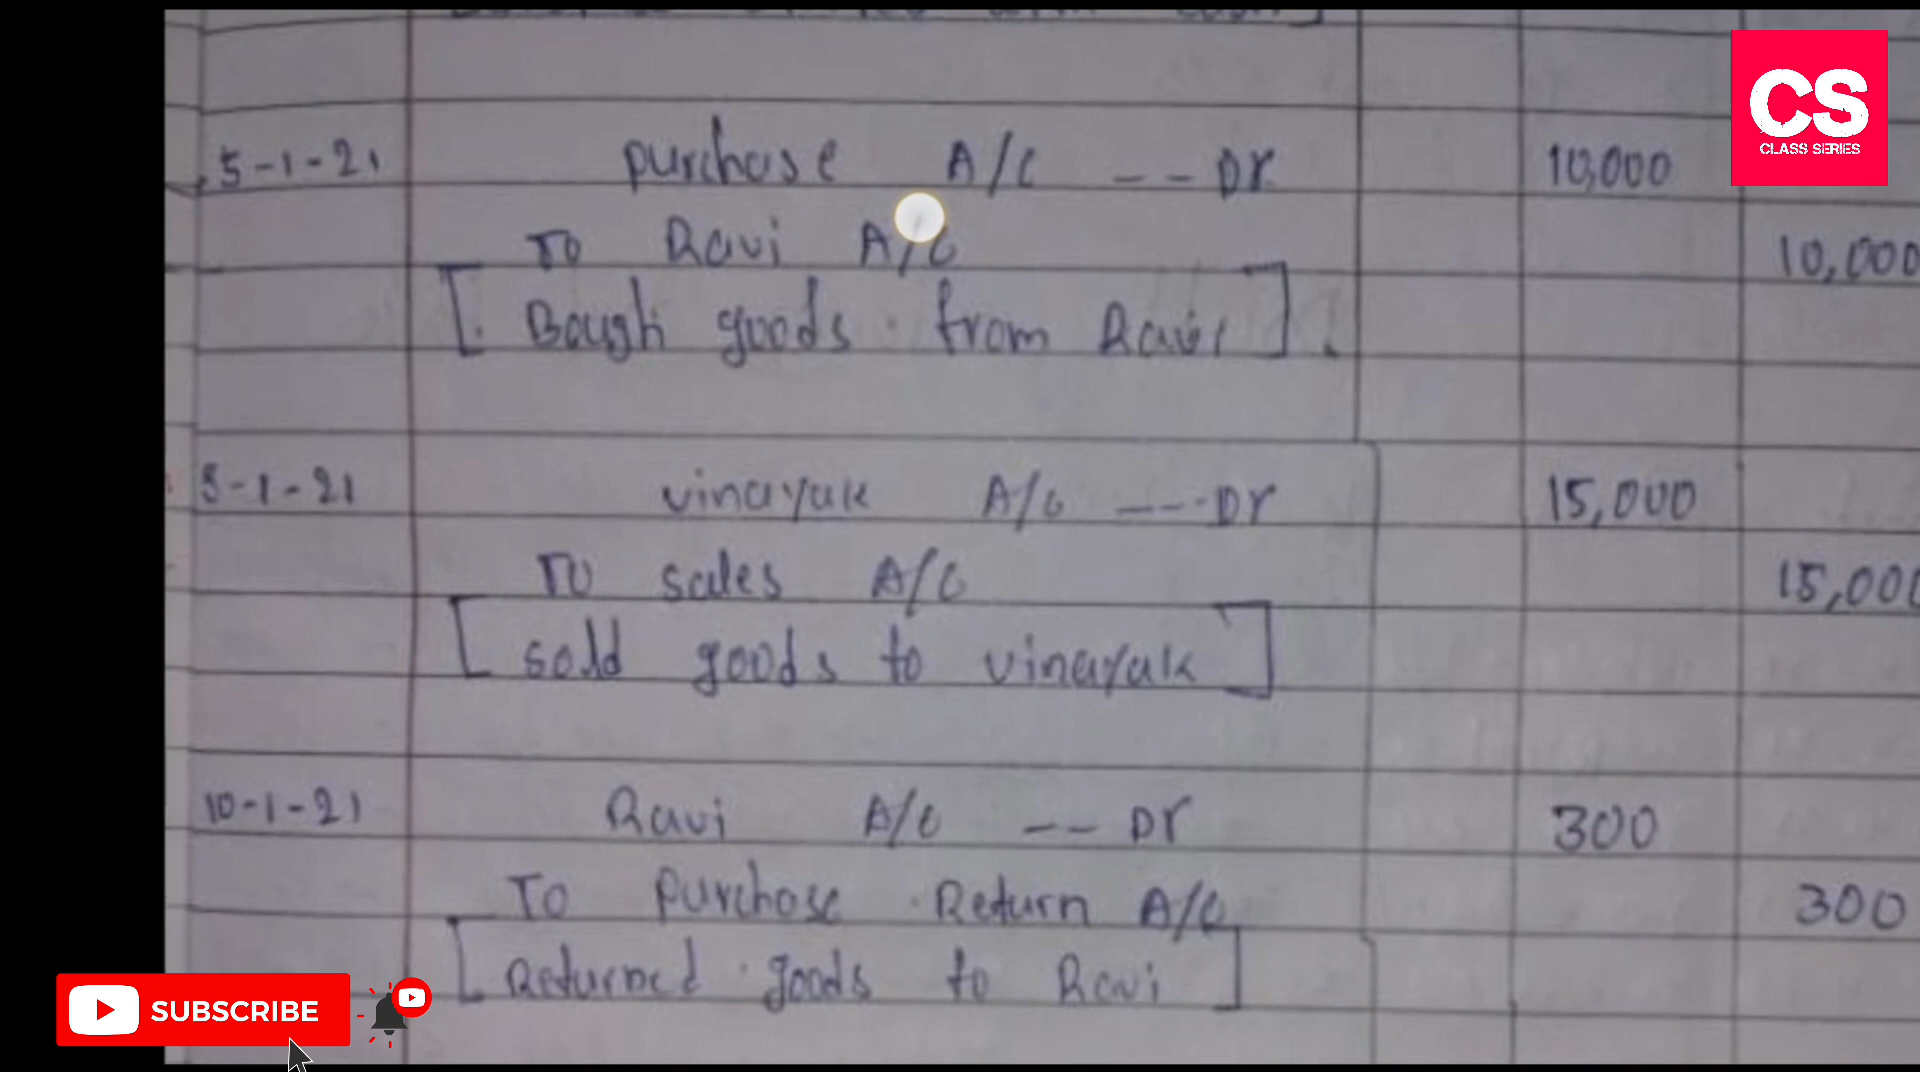 CS
CLASS SERIES
5-1-21 purchase A/C -- Dr 10,000
To Ravi A/C 10,000
[ Bough goods from Ravi ]
5-1-21 vinayak A/C --- Dr 15,000
To sales A/C 15,000
[ sold goods to vinayak ]
10-1-21 Ravi A/C -- Dr 300
To Purchase Return A/C 300
[ Returned goods to Ravi ]
SUBSCRIBE